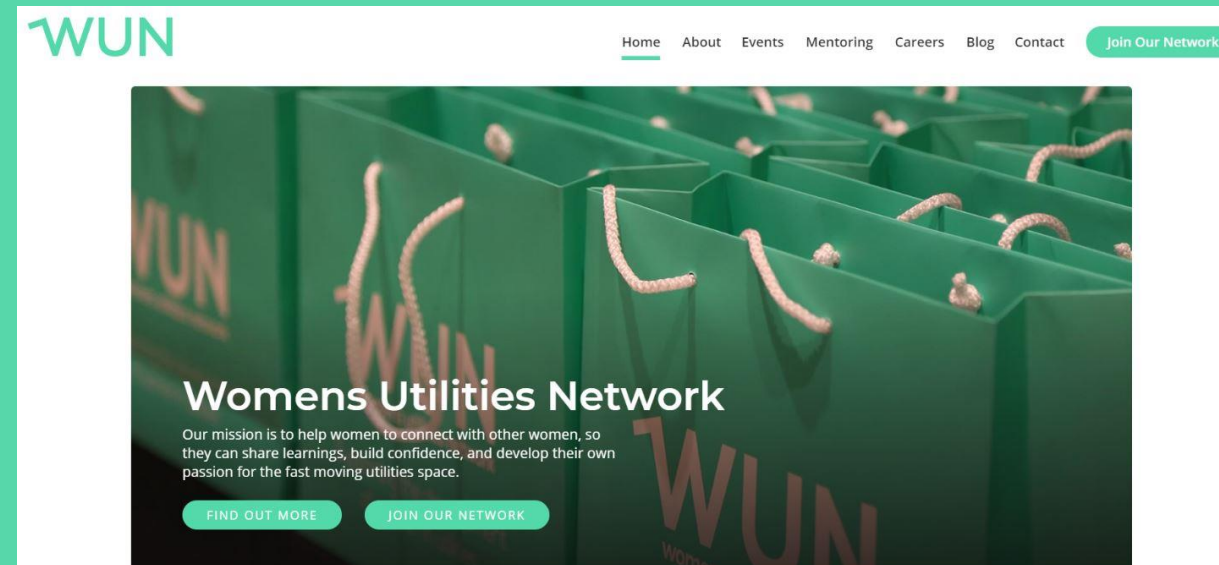 WUN
Home About Events Mentoring Careers Blog Contact Join Our Network
WUN
WUN
Womens Utilities Network
Our mission is to help women to connect with other women, so
they can share learnings, build confidence, and develop their own
passion for the fast moving utilities space.
FIND OUT MORE JOIN OUR NETWORK
WUN